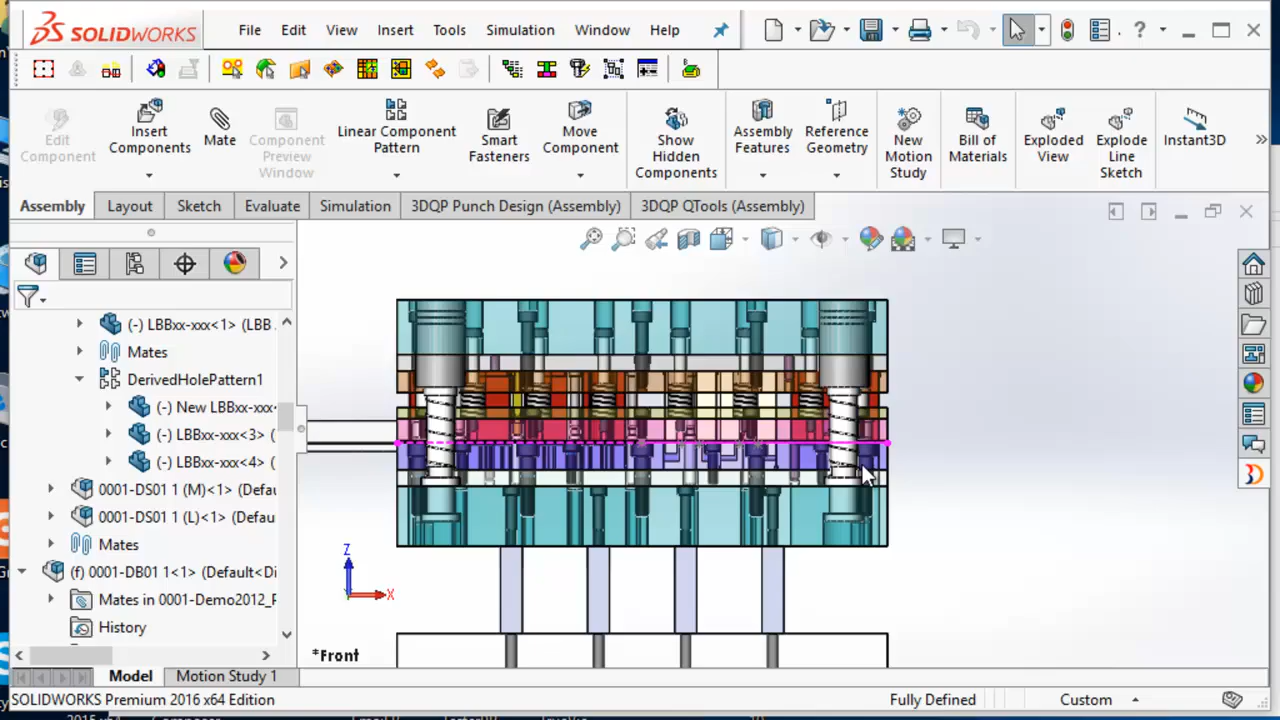 SOLIDWORKS File Edit View Insert Tools Simulation Window Help
Edit Component
Insert Components
Mate
Component Preview Window
Linear Component Pattern
Smart Fasteners
Move Component
Show Hidden Components
Assembly Features
Reference Geometry
New Motion Study
Bill of Materials
Exploded View
Explode Line Sketch
Instant3D
Assembly Layout Sketch Evaluate Simulation 3DQP Punch Design (Assembly) 3DQP QTools (Assembly)
(-) LBBxx-xxx<1> (LBB
Mates
DerivedHolePattern1
(-) New LBBxx-xxx
(-) LBBxx-xxx<3> (
(-) LBBxx-xxx<4> (
0001-DS01 1 (M)<1> (Defau
0001-DS01 1 (L)<1> (Defau
Mates
(f) 0001-DB01 1<1> (Default<Di
Mates in 0001-Demo2012_P
History
Z
X
*Front
Model Motion Study 1
SOLIDWORKS Premium 2016 x64 Edition Fully Defined Custom